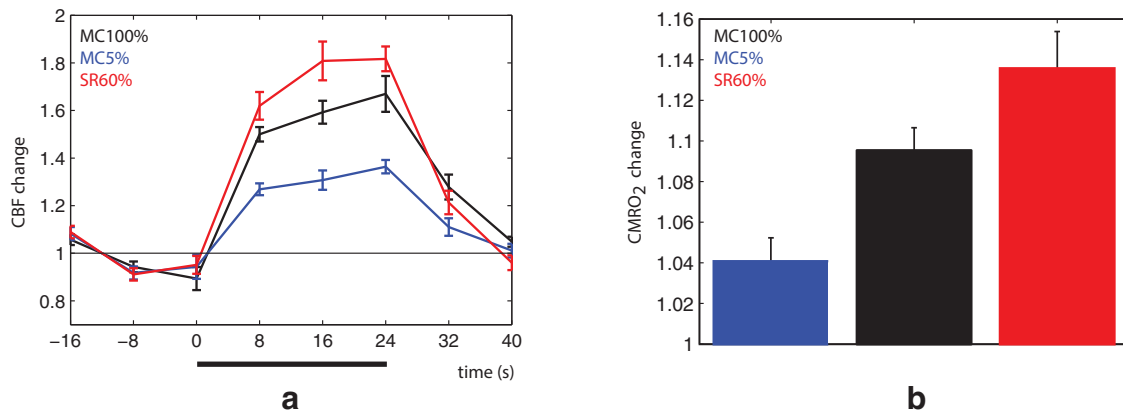 MC100%
MC5%
SR60%
CBF change
1.8
1.6
1.4
1.2
1
0.8
2
-16
-8
0
8
16
24
32
40
time (s)
a
MC100%
MC5%
SR60%
CMRO2 change
1.16
1.14
1.12
1.1
1.08
1.06
1.04
1.02
1
b